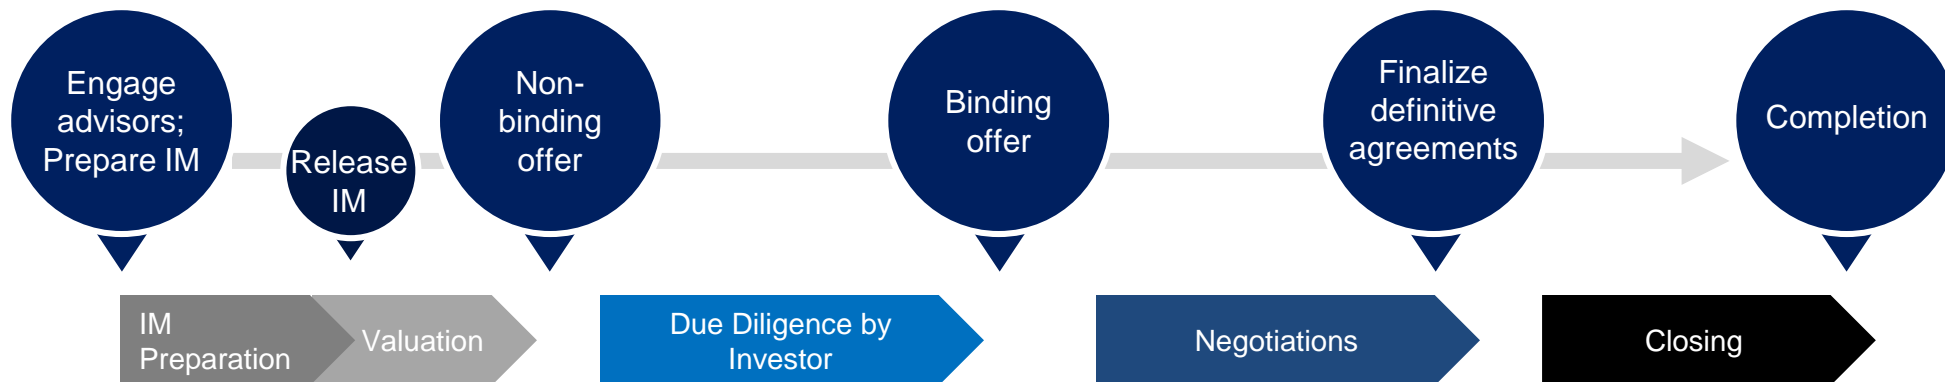 Engage
advisors;
Prepare IM
Release
IM
Non-
binding
offer
Binding
offer
Finalize
definitive
agreements
Completion
IM
Preparation
Valuation
Due Diligence by
Investor
Negotiations
Closing